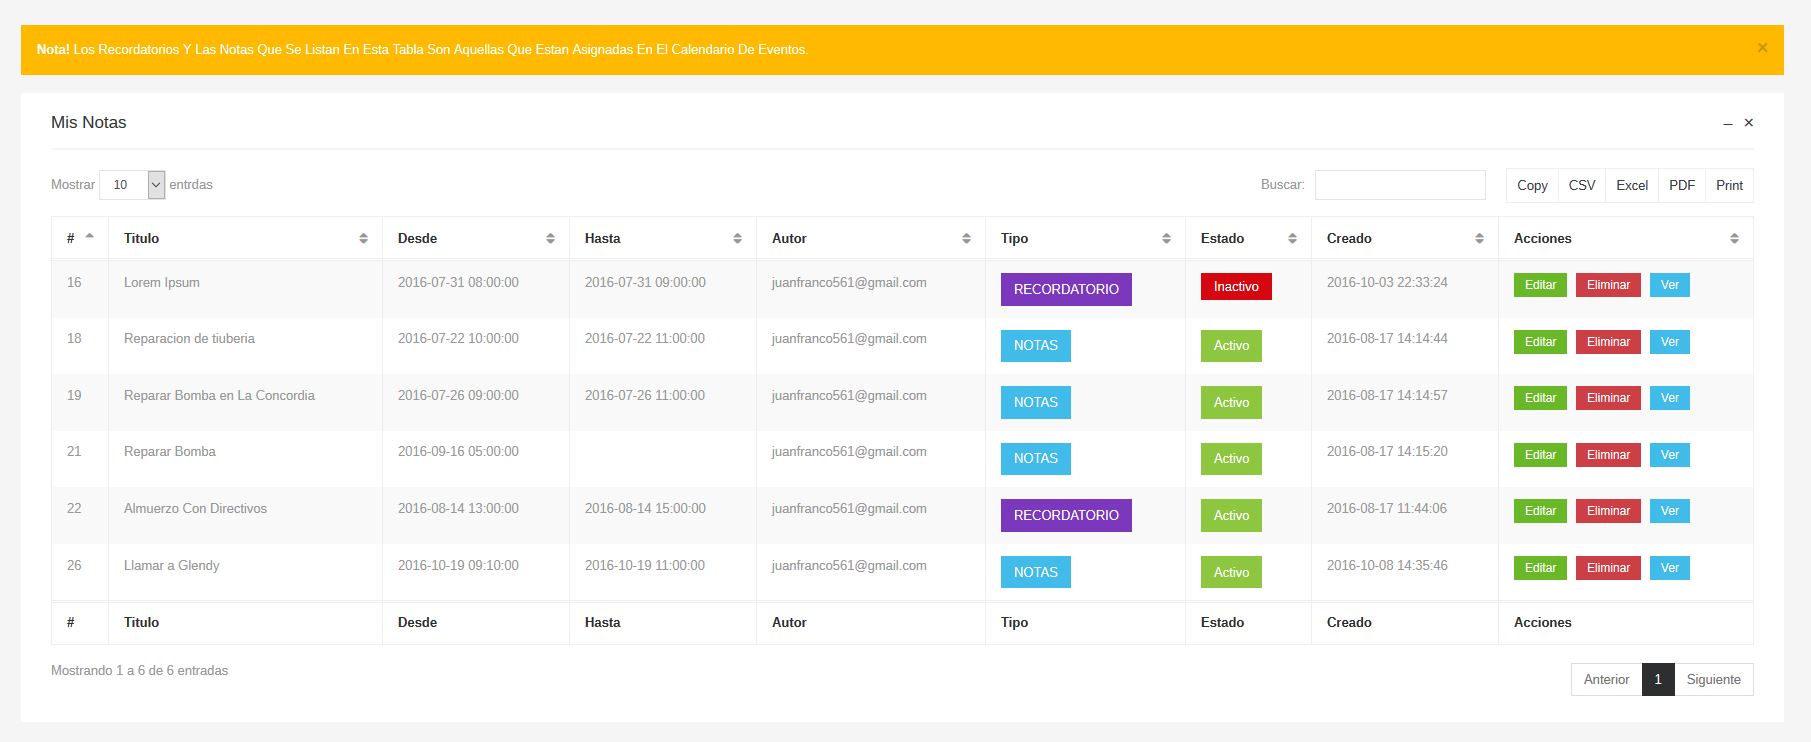 Nota! Los Recordatorios Y Las Notas Que Se Listan En Esta Tabla Son Aquellas Que Estan Asignadas En El Calendario De Eventos. ×
Mis Notas – ×
Mostrar 10 entrdas Buscar: Copy CSV Excel PDF Print
# Titulo Desde Hasta Autor Tipo Estado Creado Acciones
16 Lorem Ipsum 2016-07-31 08:00:00 2016-07-31 09:00:00 juanfranco561@gmail.com RECORDATORIO Inactivo 2016-10-03 22:33:24 Editar Eliminar Ver
18 Reparacion de tiuberia 2016-07-22 10:00:00 2016-07-22 11:00:00 juanfranco561@gmail.com NOTAS Activo 2016-08-17 14:14:44 Editar Eliminar Ver
19 Reparar Bomba en La Concordia 2016-07-26 09:00:00 2016-07-26 11:00:00 juanfranco561@gmail.com NOTAS Activo 2016-08-17 14:14:57 Editar Eliminar Ver
21 Reparar Bomba 2016-09-16 05:00:00 juanfranco561@gmail.com NOTAS Activo 2016-08-17 14:15:20 Editar Eliminar Ver
22 Almuerzo Con Directivos 2016-08-14 13:00:00 2016-08-14 15:00:00 juanfranco561@gmail.com RECORDATORIO Activo 2016-08-17 11:44:06 Editar Eliminar Ver
26 Llamar a Glendy 2016-10-19 09:10:00 2016-10-19 11:00:00 juanfranco561@gmail.com NOTAS Activo 2016-10-08 14:35:46 Editar Eliminar Ver
# Titulo Desde Hasta Autor Tipo Estado Creado Acciones
Mostrando 1 a 6 de 6 entradas Anterior 1 Siguiente